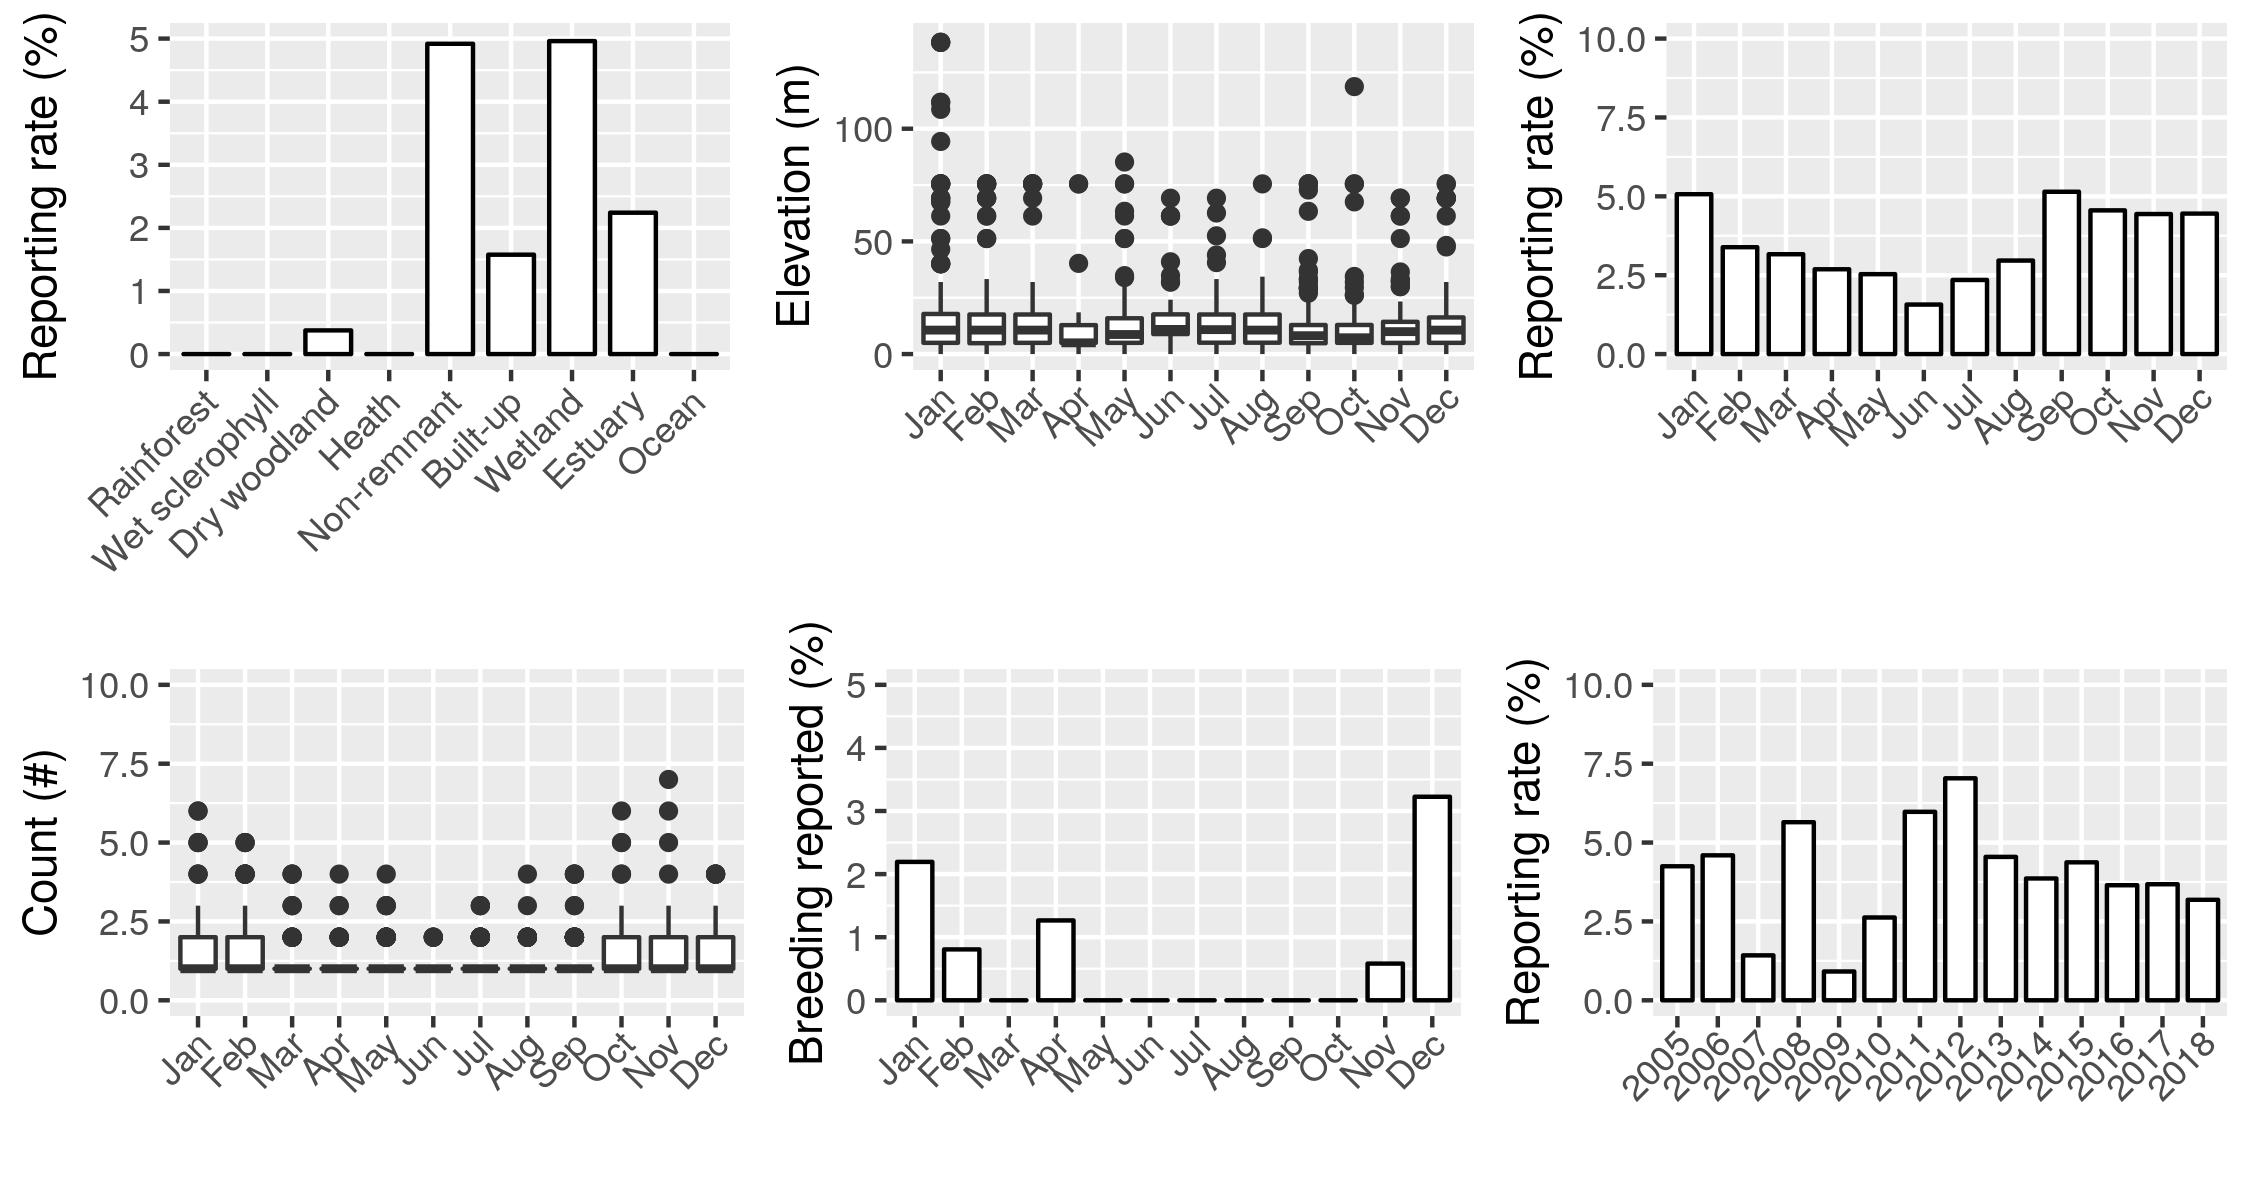 Reporting rate (%)
5
4
3
2
1
0
Rainforest
Wet sclerophyll
Dry woodland
Heath
Non-remnant
Built-up
Wetland
Estuary
Ocean
Elevation (m)
100
50
0
Jan
Feb
Mar
Apr
May
Jun
Jul
Aug
Sep
Oct
Nov
Dec
Reporting rate (%)
10.0
7.5
5.0
2.5
0.0
Jan
Feb
Mar
Apr
May
Jun
Jul
Aug
Sep
Oct
Nov
Dec
Count (#)
10.0
7.5
5.0
2.5
0.0
Jan
Feb
Mar
Apr
May
Jun
Jul
Aug
Sep
Oct
Nov
Dec
Breeding reported (%)
5
4
3
2
1
0
Jan
Feb
Mar
Apr
May
Jun
Jul
Aug
Sep
Oct
Nov
Dec
Reporting rate (%)
10.0
7.5
5.0
2.5
0.0
2005
2006
2007
2008
2009
2010
2011
2012
2013
2014
2015
2016
2017
2018